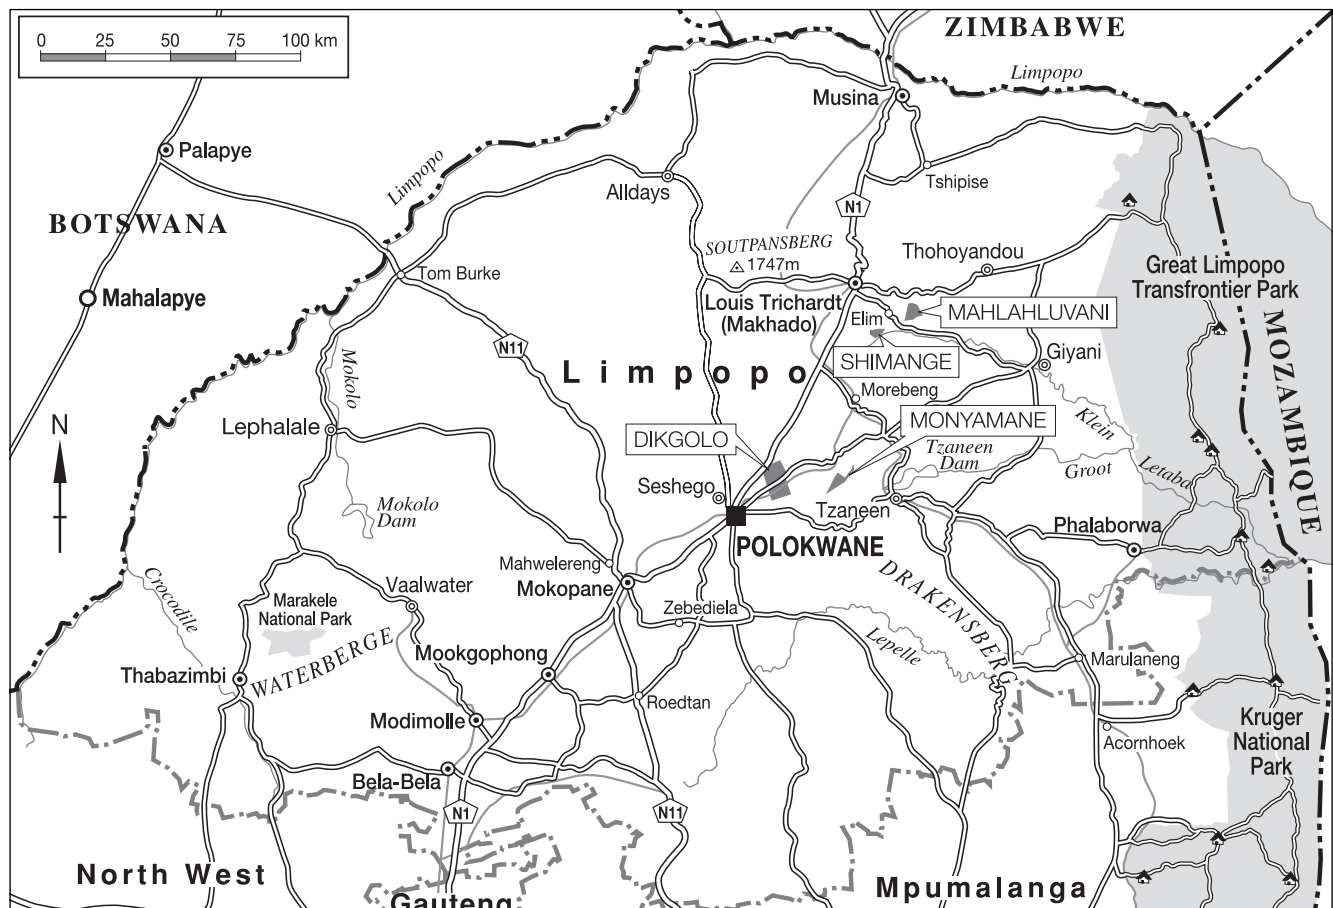 0 25 50 75 100 km
ZIMBABWE
Limpopo
Musina
Palapye
Limpopo
Alldays
Tshipise
N1
BOTSWANA
SOUTPANSBERG
1747m
Thohoyandou
Great Limpopo
Transfrontier Park
Tom Burke
Mahalapye
Louis Trichardt
(Makhado)
Elim
MAHLAHLUVANI
MOZAMBIQUE
N11
SHIMANGE
Giyani
Mokolo
Limpopo
Morebeng
N
Lephalale
DIKGOLO
MONYAMANE
Klein
Tzaneen
Dam
Groot
Letaba
Seshego
Mokolo
Dam
Tzaneen
Phalaborwa
POLOKWANE
Mahwelereng
Mokopane
DRAKENSBERG
Crocodile
Vaalwater
Marakele
National Park
Zebediela
Lepelle
WATERBERGE
Mookgophong
Marulaneng
Thabazimbi
Roedtan
Modimolle
Acornhoek
Kruger
National
Park
Bela-Bela
N1
N11
North West
Mpumalanga
Gauteng